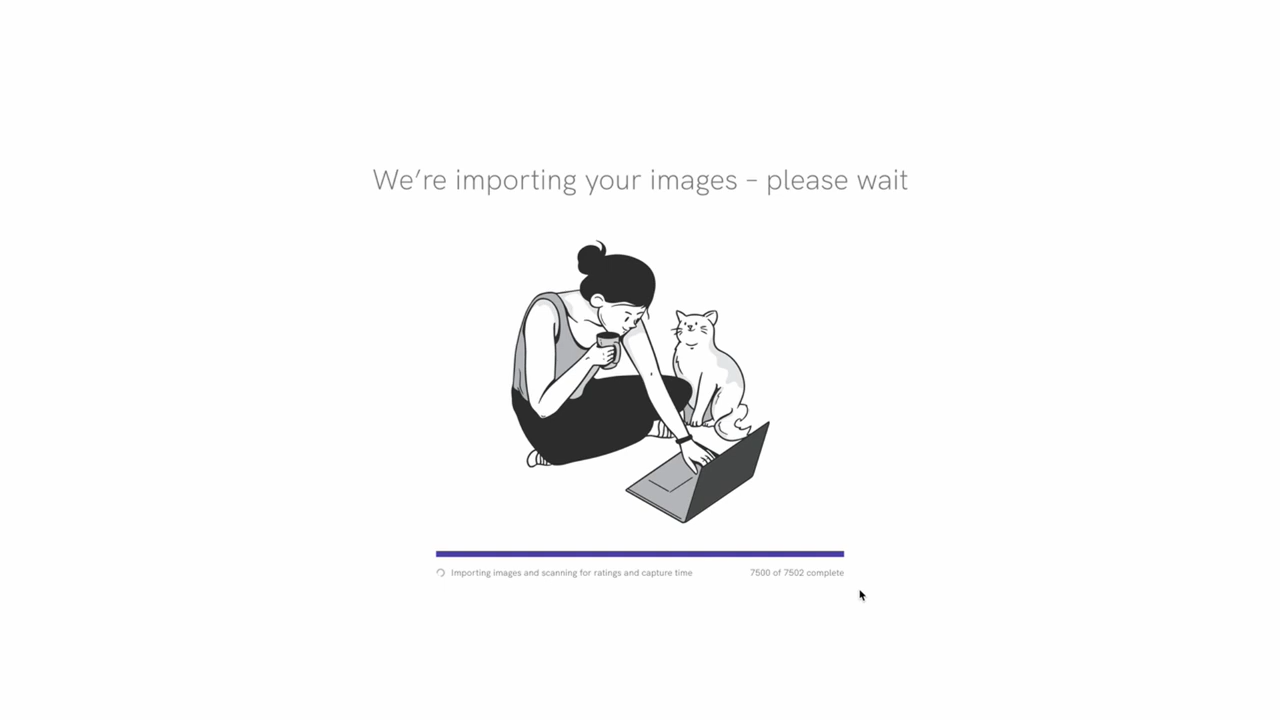 We’re importing your images – please wait
Importing images and scanning for ratings and capture time
7500 of 7502 complete